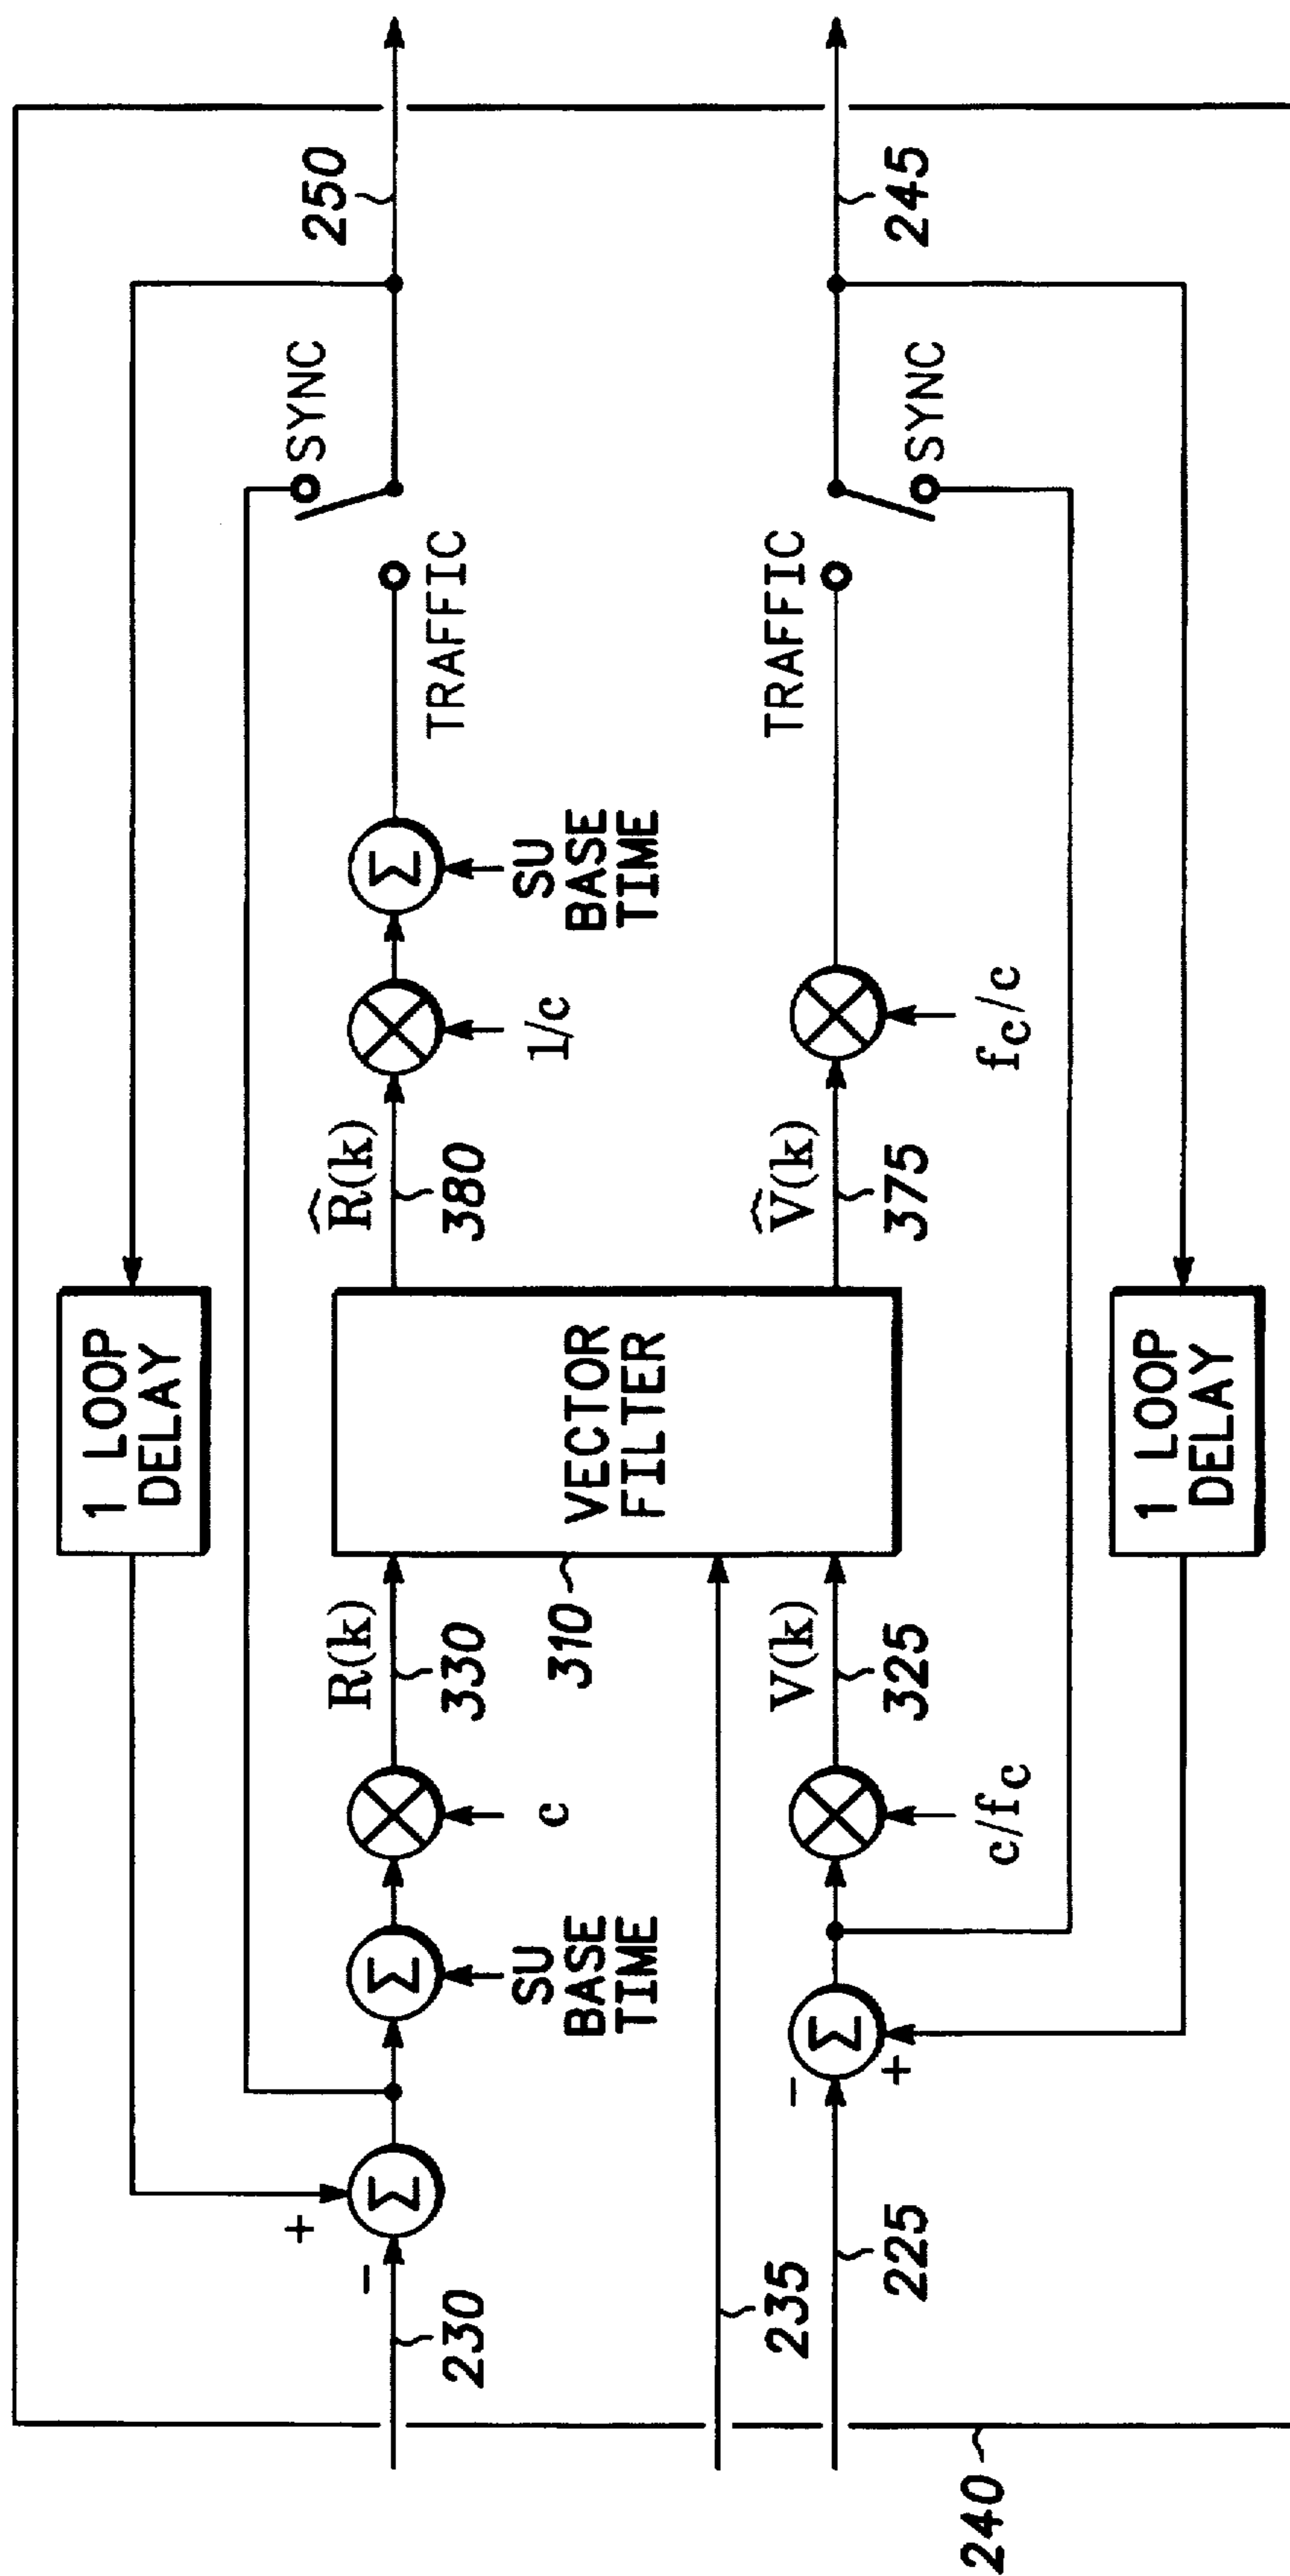 1 LOOP
DELAY
250
SYNC
+
-
Σ
Σ
SU
BASE
TIME
c
R(k)
330
R̂(k)
380
1/c
Σ
SU
BASE
TIME
TRAFFIC
230
VECTOR
FILTER
310
235
-
+
Σ
225
c/fc
V(k)
325
V̂(k)
375
fc/c
TRAFFIC
SYNC
245
1 LOOP
DELAY
240